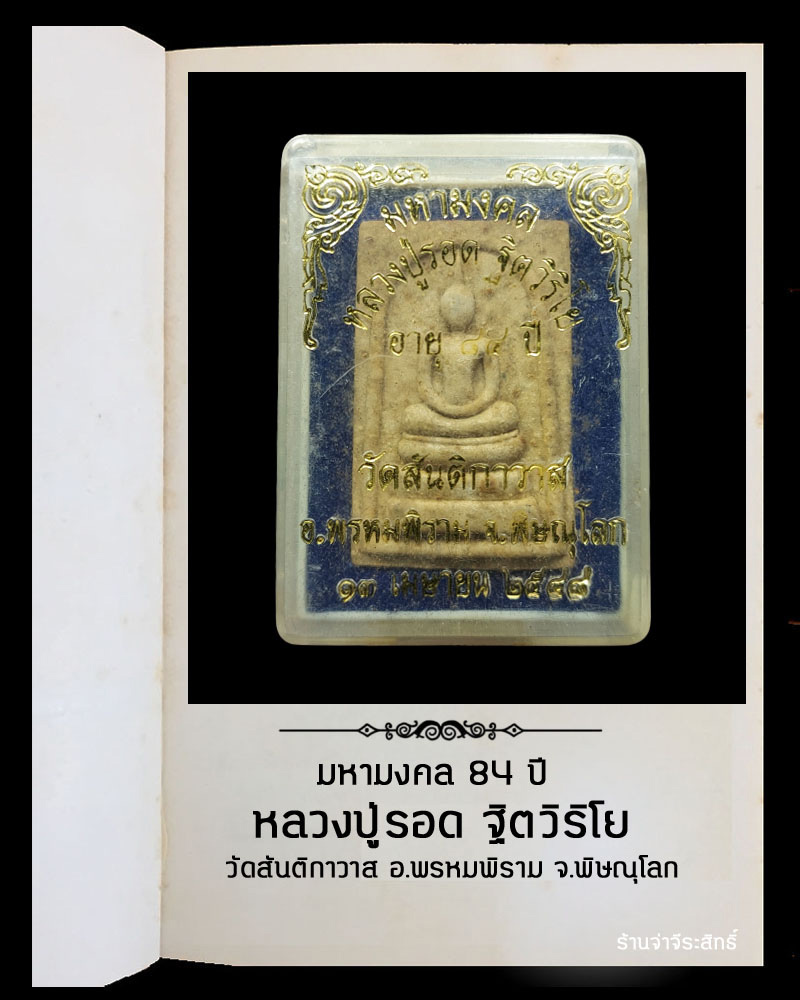 มหามงคล
หลวงปู่รอด ฐิตวิริโย
อายุ ๘๔ ปี
วัดสันติกาวาส
อ.พรหมพิราม จ.พิษณุโลก
๑๓ เมษายน ๒๕๔๗
มหามงคล 84 ปี
หลวงปู่รอด ฐิตวิริโย
วัดสันติกาวาส อ.พรหมพิราม จ.พิษณุโลก
ร้านจ่าจีระสิทธิ์